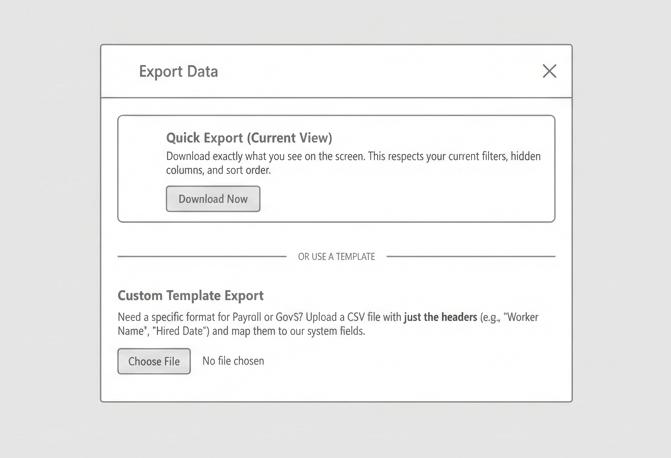 Export Data
Quick Export (Current View)
Download exactly what you see on the screen. This respects your current filters, hidden
columns, and sort order.
Download Now
OR USE A TEMPLATE
Custom Template Export
Need a specific format for Payroll or GovS? Upload a CSV file with just the headers (e.g., "Worker
Name", "Hired Date") and map them to our system fields.
Choose File
No file chosen